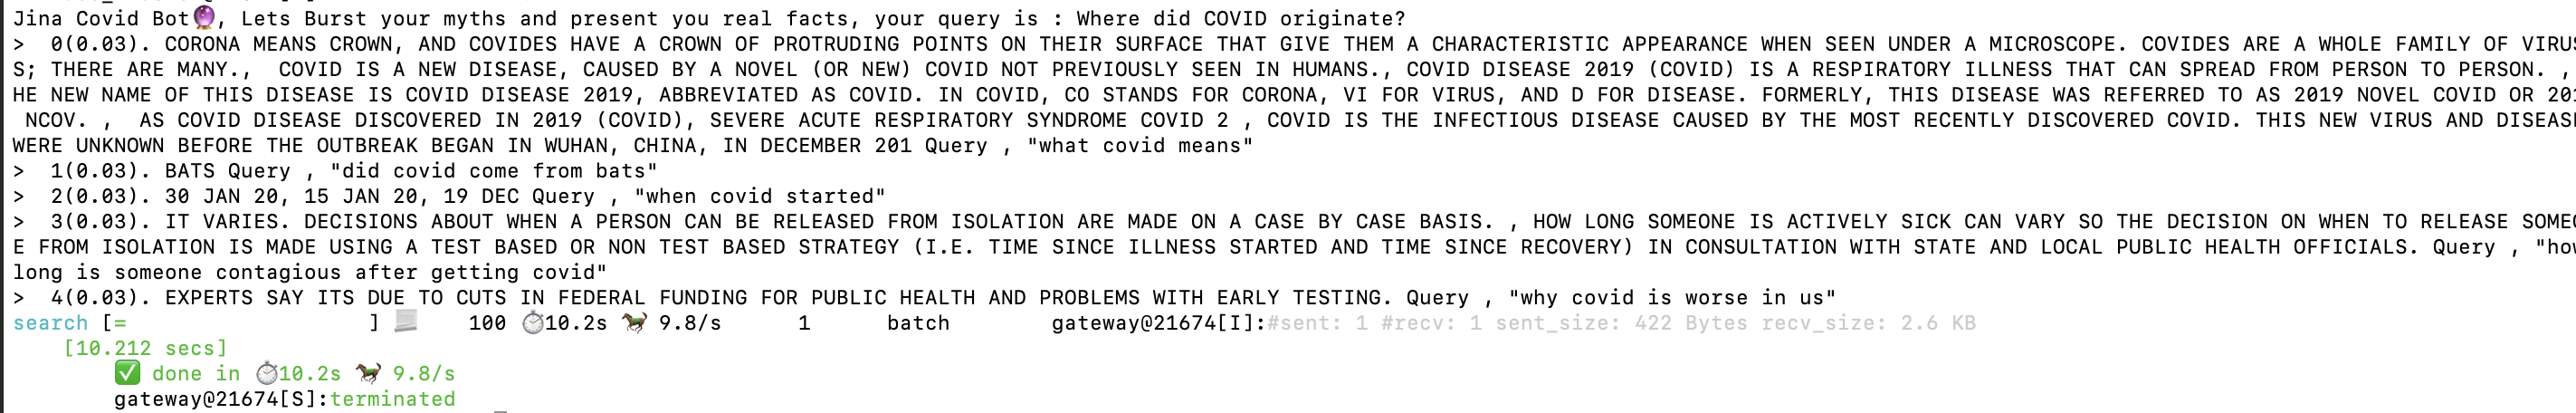 Jina Covid Bot🔮, Lets Burst your myths and present you real facts, your query is : Where did COVID originate?
>  0(0.03). CORONA MEANS CROWN, AND COVIDES HAVE A CROWN OF PROTRUDING POINTS ON THEIR SURFACE THAT GIVE THEM A CHARACTERISTIC APPEARANCE WHEN SEEN UNDER A MICROSCOPE. COVIDES ARE A WHOLE FAMILY OF VIRUS
S; THERE ARE MANY.,  COVID IS A NEW DISEASE, CAUSED BY A NOVEL (OR NEW) COVID NOT PREVIOUSLY SEEN IN HUMANS., COVID DISEASE 2019 (COVID) IS A RESPIRATORY ILLNESS THAT CAN SPREAD FROM PERSON TO PERSON. ,
HE NEW NAME OF THIS DISEASE IS COVID DISEASE 2019, ABBREVIATED AS COVID. IN COVID, CO STANDS FOR CORONA, VI FOR VIRUS, AND D FOR DISEASE. FORMERLY, THIS DISEASE WAS REFERRED TO AS 2019 NOVEL COVID OR 201
NCOV. ,  AS COVID DISEASE DISCOVERED IN 2019 (COVID), SEVERE ACUTE RESPIRATORY SYNDROME COVID 2 , COVID IS THE INFECTIOUS DISEASE CAUSED BY THE MOST RECENTLY DISCOVERED COVID. THIS NEW VIRUS AND DISEAS
WERE UNKNOWN BEFORE THE OUTBREAK BEGAN IN WUHAN, CHINA, IN DECEMBER 201 Query , "what covid means"
>  1(0.03). BATS Query , "did covid come from bats"
>  2(0.03). 30 JAN 20, 15 JAN 20, 19 DEC Query , "when covid started"
>  3(0.03). IT VARIES. DECISIONS ABOUT WHEN A PERSON CAN BE RELEASED FROM ISOLATION ARE MADE ON A CASE BY CASE BASIS. , HOW LONG SOMEONE IS ACTIVELY SICK CAN VARY SO THE DECISION ON WHEN TO RELEASE SOME
E FROM ISOLATION IS MADE USING A TEST BASED OR NON TEST BASED STRATEGY (I.E. TIME SINCE ILLNESS STARTED AND TIME SINCE RECOVERY) IN CONSULTATION WITH STATE AND LOCAL PUBLIC HEALTH OFFICIALS. Query , "how
long is someone contagious after getting covid"
>  4(0.03). EXPERTS SAY ITS DUE TO CUTS IN FEDERAL FUNDING FOR PUBLIC HEALTH AND PROBLEMS WITH EARLY TESTING. Query , "why covid is worse in us"
search [=                   ] 📃    100 ⏱️10.2s 🐎 9.8/s      1      batch        gateway@21674[I]:#sent: 1 #recv: 1 sent_size: 422 Bytes recv_size: 2.6 KB
[10.212 secs]
✅ done in ⏱️10.2s 🐎 9.8/s
gateway@21674[S]:terminated